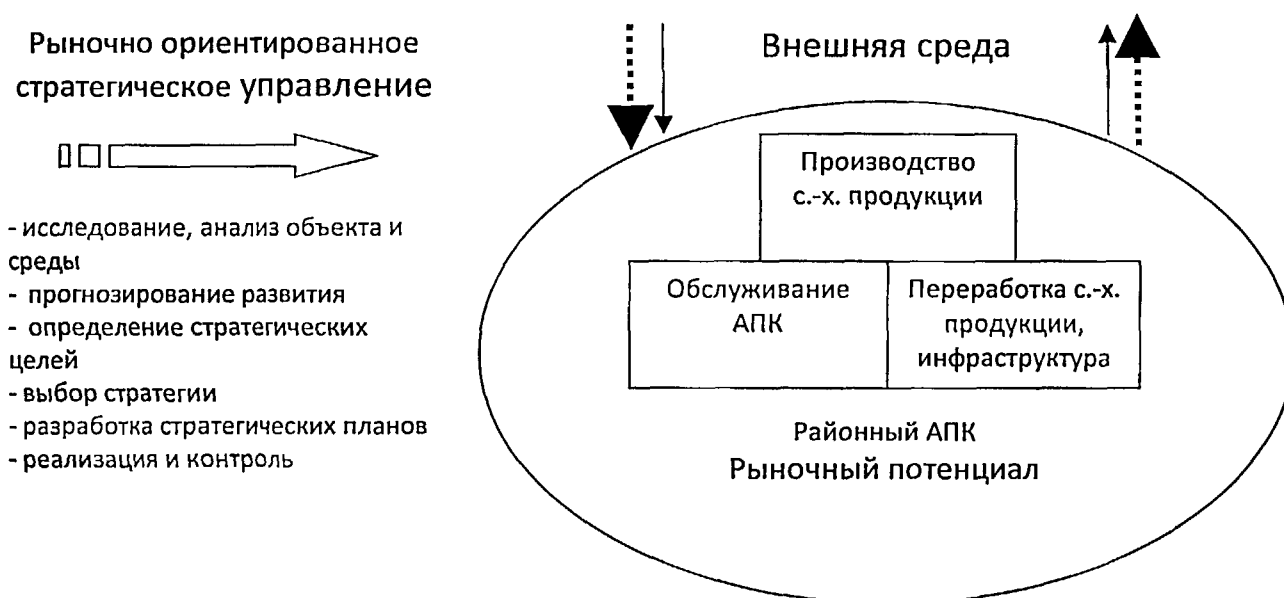 Рыночно ориентированное
стратегическое управление
- исследование, анализ объекта и
среды
- прогнозирование развития
- определение стратегических
целей
- выбор стратегии
- разработка стратегических планов
- реализация и контроль
Внешняя среда
Производство
с.-х. продукции
Обслуживание
АПК
Переработка с.-х.
продукции,
инфраструктура
Районный АПК
Рыночный потенциал